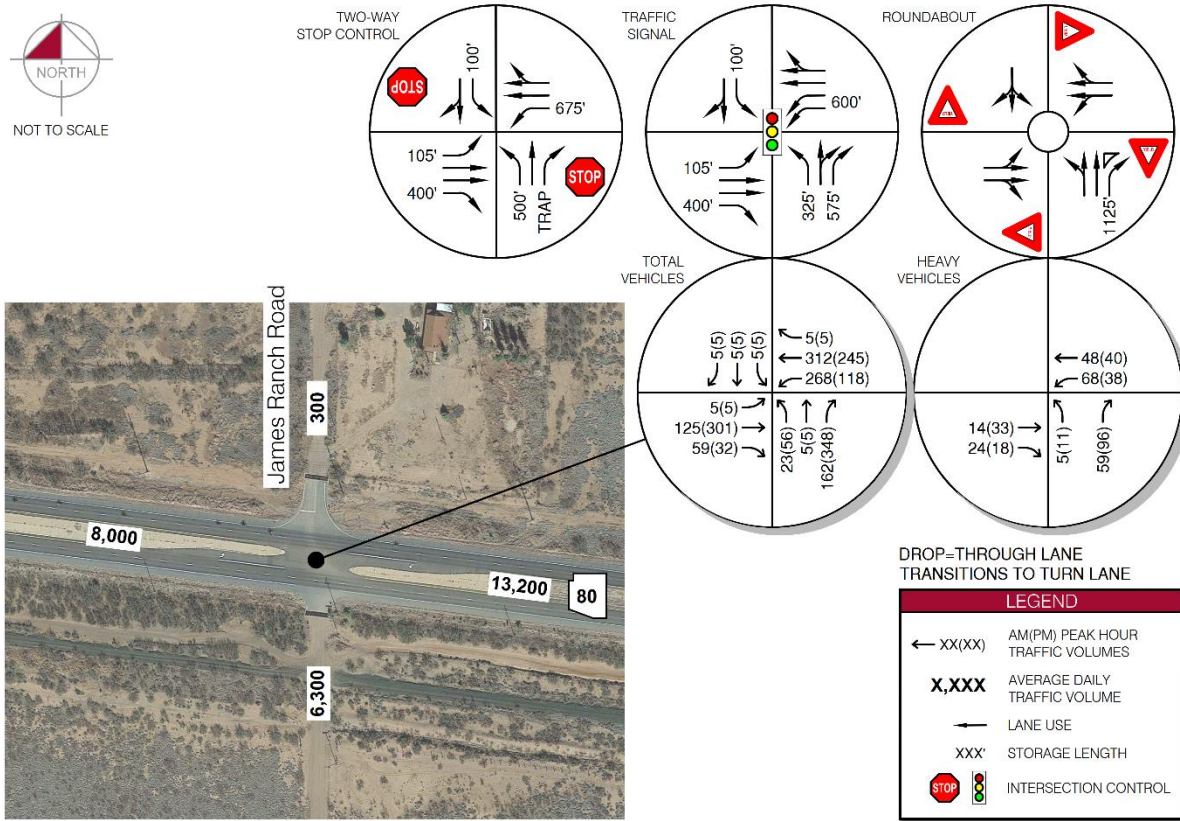 NORTH
NOT TO SCALE
TWO-WAY
STOP CONTROL
STOP
100'
675'
105'
400'
500'
TRAP
STOP
TRAFFIC
SIGNAL
100'
600'
105'
400'
325'
575'
ROUNDABOUT
1125'
TOTAL
VEHICLES
5(5)
5(5)
5(5)
5(5)
312(245)
268(118)
5(5)
125(301)
59(32)
23(56)
5(5)
162(348)
HEAVY
VEHICLES
48(40)
68(38)
14(33)
24(18)
5(11)
59(96)
James Ranch Road
300
8,000
13,200
80
6,300
DROP=THROUGH LANE
TRANSITIONS TO TURN LANE
LEGEND
XX(XX) AM(PM) PEAK HOUR
TRAFFIC VOLUMES
X,XXX AVERAGE DAILY
TRAFFIC VOLUME
LANE USE
XXX' STORAGE LENGTH
STOP INTERSECTION CONTROL